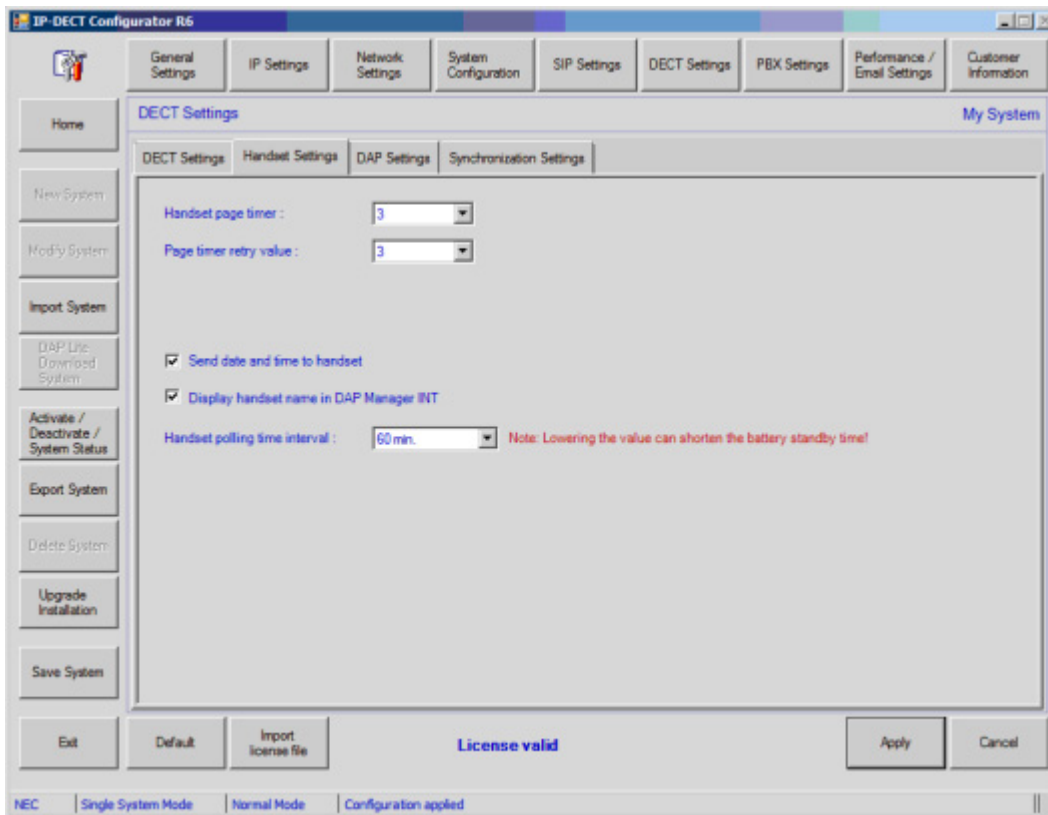 IP-DECT Configurator R6
General
Settings
IP Settings
Network
Settings
System
Configuration
SIP Settings
DECT Settings
PBX Settings
Performance /
Email Settings
Customer
Information
Home
New System
Modify System
Import System
DAP Lite
Download
System
Activate /
Deactivate /
System Status
Export System
Delete System
Upgrade
Installation
Save System
Exit
DECT Settings
My System
DECT Settings
Handset Settings
DAP Settings
Synchronization Settings
Handset page timer : 3
Page timer retry value : 3
Send date and time to handset
Display handset name in DAP Manager INT
Handset polling time interval : 60 min. Note: Lowering the value can shorten the battery standby time!
Default
Import
license file
License valid
Apply
Cancel
NEC
Single System Mode
Normal Mode
Configuration applied